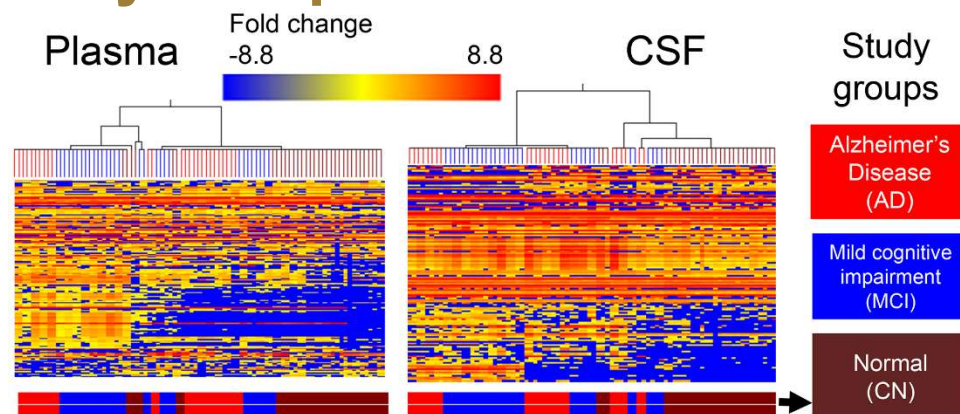 Fold change
Plasma
-8.8
8.8
CSF
Study
groups
Alzheimer's
Disease
(AD)
Mild cognitive
impairment
(MCI)
Normal
(CN)